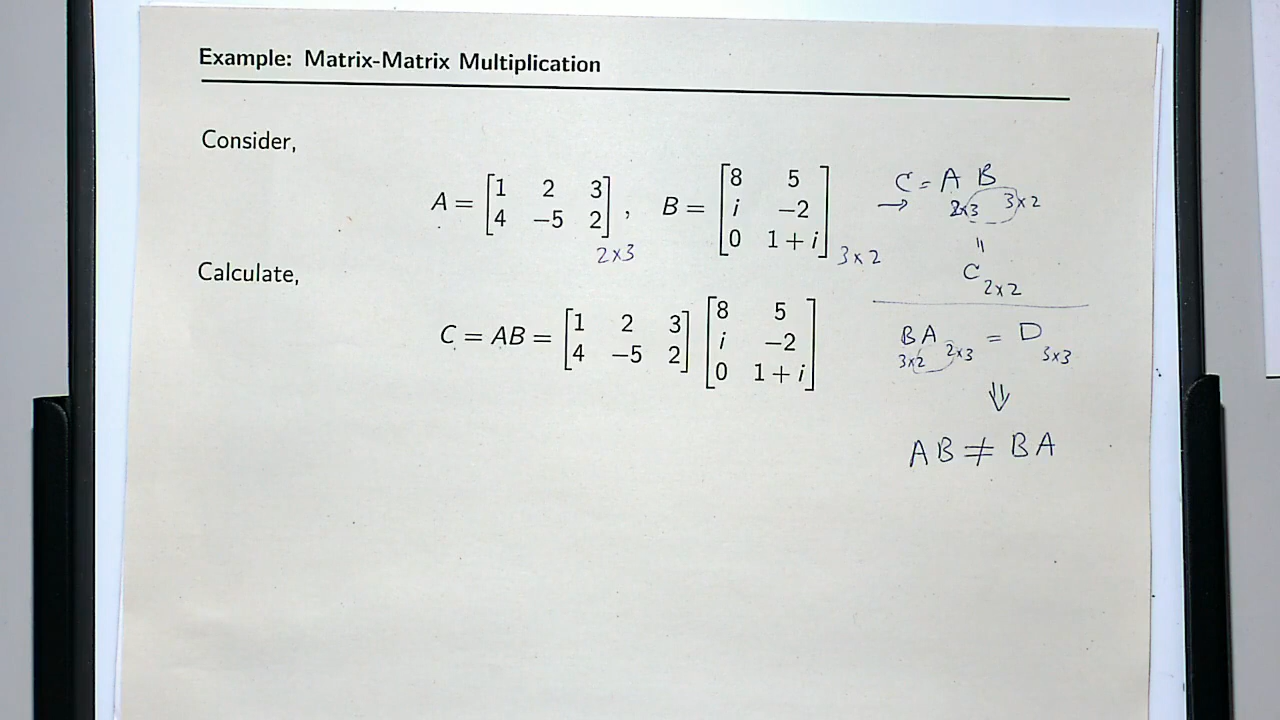 Example: Matrix-Matrix Multiplication
Consider,
A = [1 2 3
4 −5 2] , B = [8 5
i −2
0 1 + i]
2x3
3x2
→ C = A B
2x3 3x2
=
C 2x2
Calculate,
C = AB = [1 2 3
4 −5 2] [8 5
i −2
0 1 + i]
BA = D
3x2 2x3 3x3
⇓
AB ≠ BA